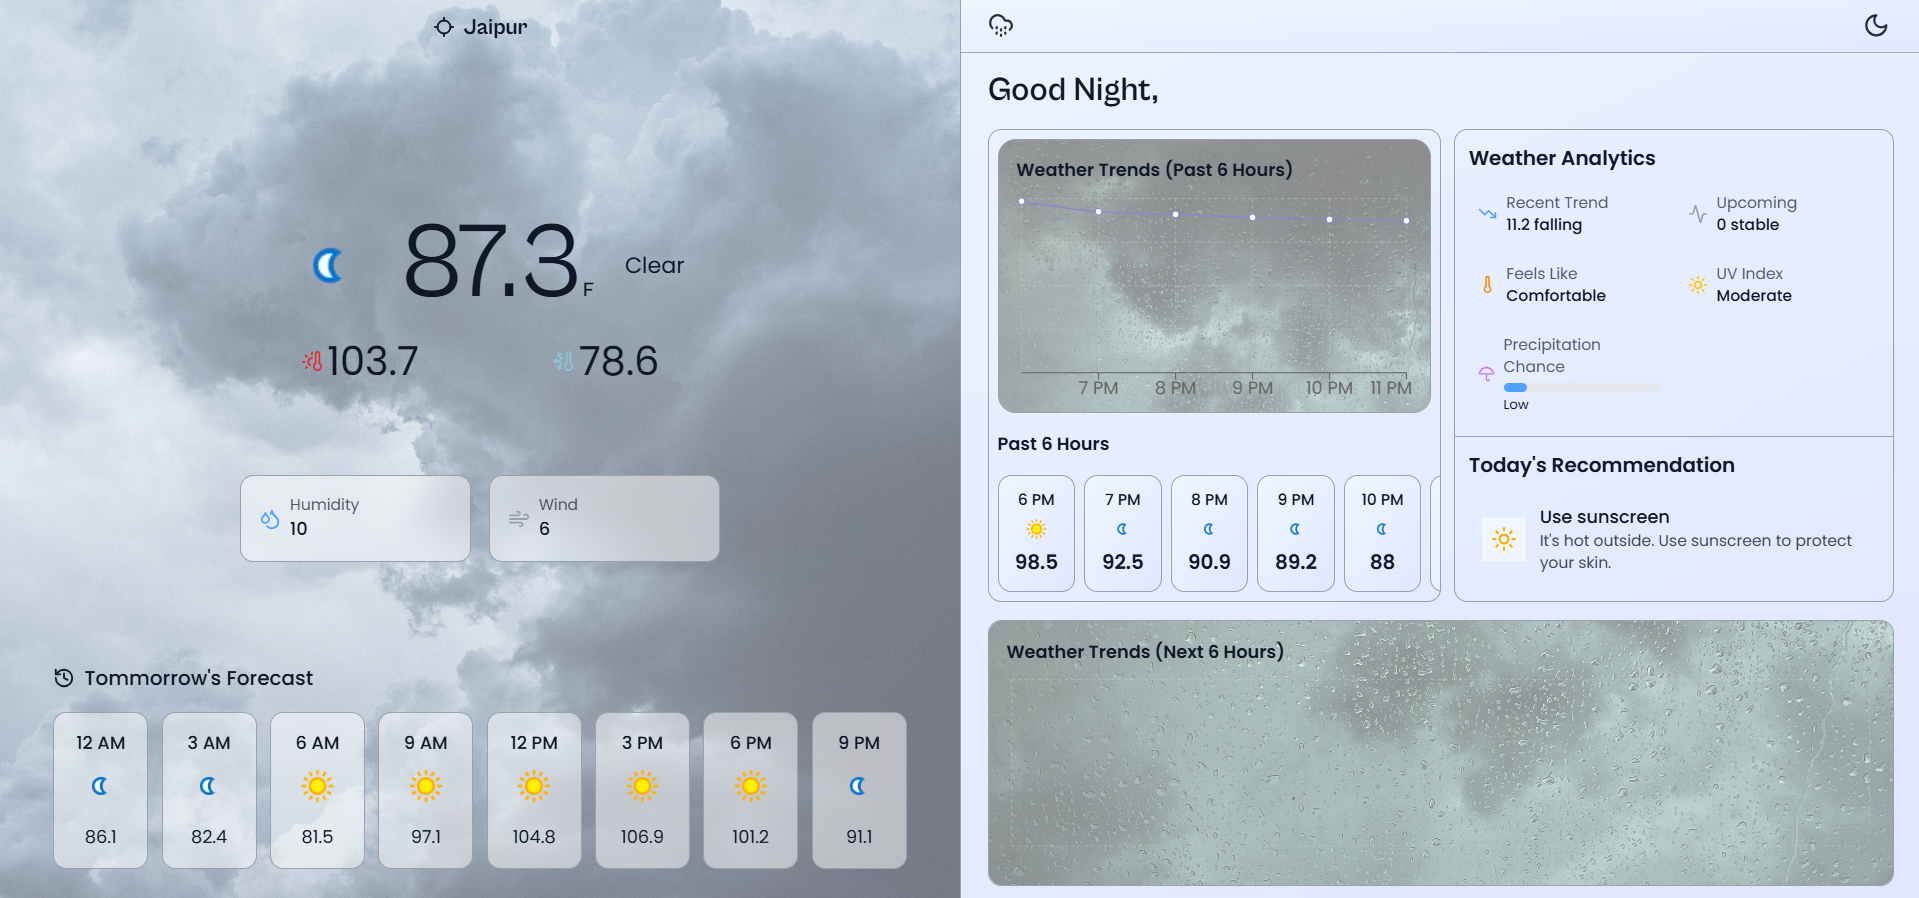 Jaipur
87.3 F
Clear
103.7
78.6
Humidity
10
Wind
6
Tommorrow's Forecast
12 AM
3 AM
6 AM
9 AM
12 PM
3 PM
6 PM
9 PM
86.1
82.4
81.5
97.1
104.8
106.9
101.2
91.1
Good Night,
Weather Trends (Past 6 Hours)
7 PM
8 PM
9 PM
10 PM
11 PM
Past 6 Hours
6 PM
7 PM
8 PM
9 PM
10 PM
98.5
92.5
90.9
89.2
88
Weather Analytics
Recent Trend
11.2 falling
Upcoming
0 stable
Feels Like
Comfortable
UV Index
Moderate
Precipitation
Chance
Low
Today's Recommendation
Use sunscreen
It's hot outside. Use sunscreen to protect
your skin.
Weather Trends (Next 6 Hours)